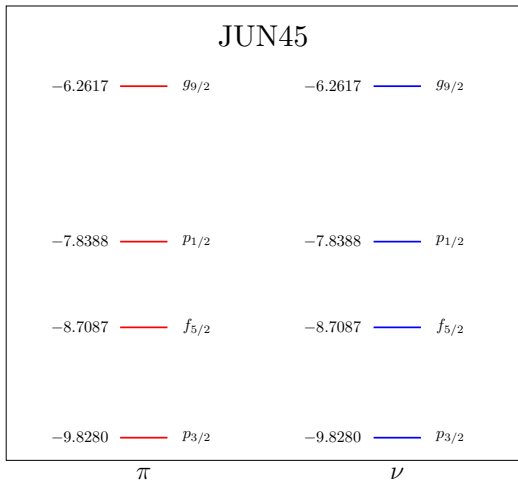 JUN45
−6.2617 g9/2 −6.2617 g9/2
−7.8388 p1/2 −7.8388 p1/2
−8.7087 f5/2 −8.7087 f5/2
−9.8280 p3/2 −9.8280 p3/2
π ν